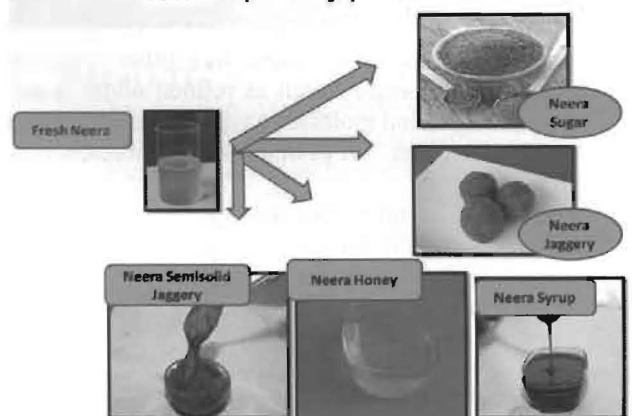 Fresh Neera
Neera
Sugar
Neera
Jaggery
Neera Semisolid
Jaggery
Neera Honey
Neera Syrup